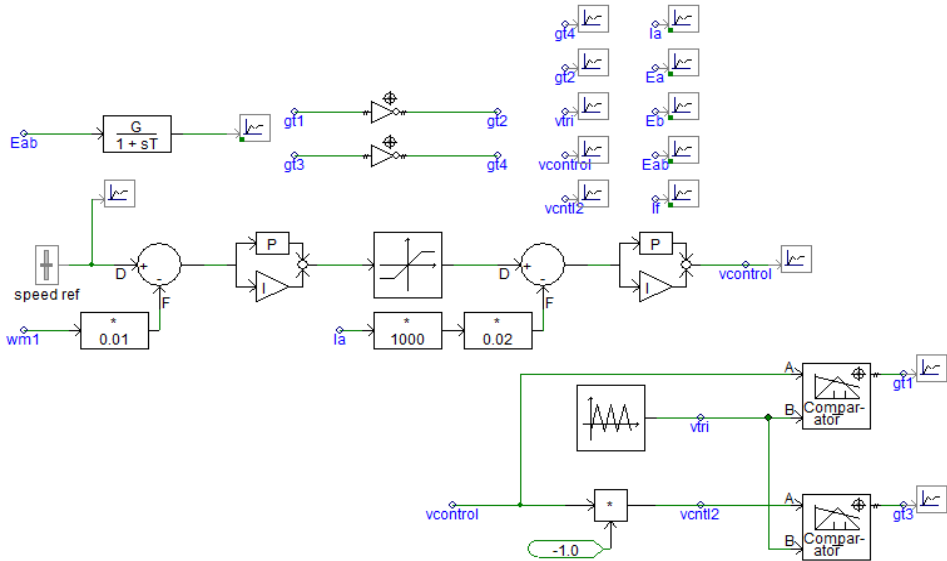 gt4
Ia
gt2
Ea
Eab
G
1 + sT
gt1
gt2
vtri
Eb
gt3
gt4
vcontrol
Eab
vcntl2
If
D
+
-
F
P
I
D
+
-
F
P
I
vcontrol
speed ref
wm1
*
0.01
Ia
*
1000
*
0.02
A
B
Compar-
ator
gt1
vtri
vcontrol
*
-1.0
vcntl2
A
B
Compar-
ator
gt3